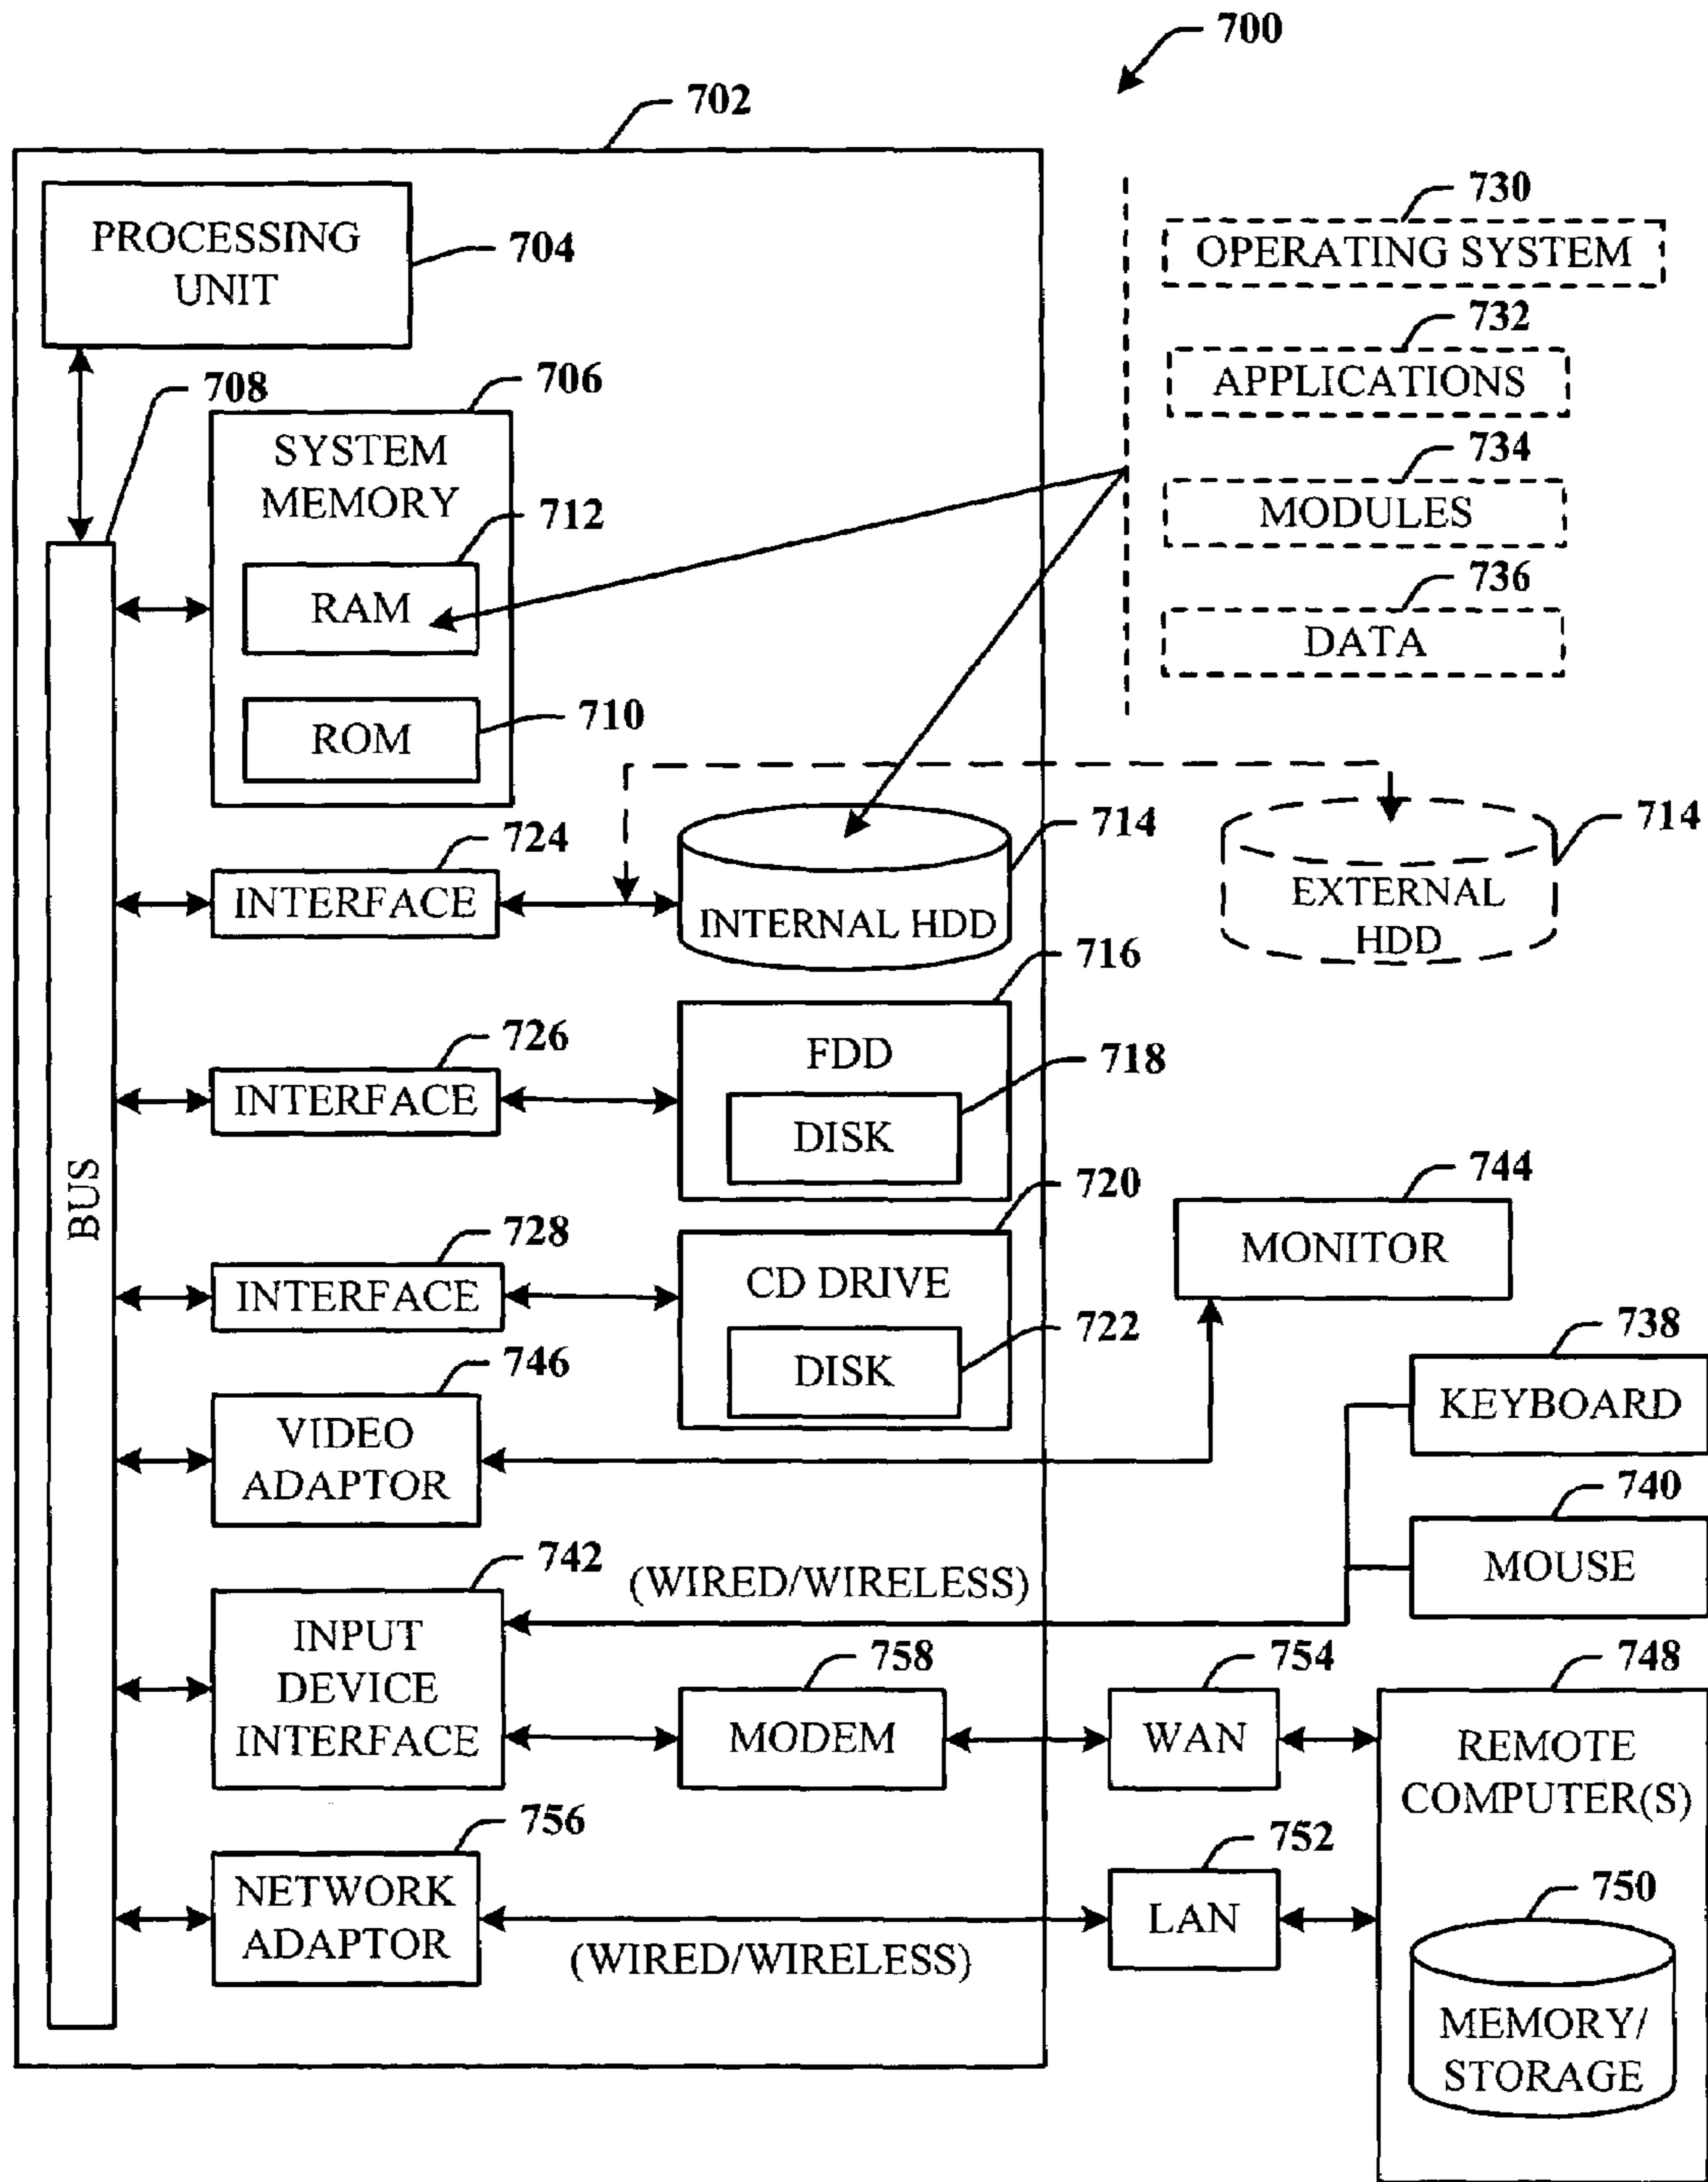 700
702
PROCESSING
UNIT
704
730
OPERATING SYSTEM
732
APPLICATIONS
734
MODULES
736
DATA
708
706
SYSTEM
MEMORY
712
RAM
710
ROM
BUS
724
INTERFACE
714
INTERNAL HDD
714
EXTERNAL
HDD
726
INTERFACE
716
FDD
718
DISK
728
INTERFACE
720
CD DRIVE
722
DISK
744
MONITOR
746
VIDEO
ADAPTOR
738
KEYBOARD
740
MOUSE
742
INPUT
DEVICE
INTERFACE
(WIRED/WIRELESS)
758
MODEM
754
WAN
748
REMOTE
COMPUTER(S)
756
NETWORK
ADAPTOR
(WIRED/WIRELESS)
752
LAN
750
MEMORY/
STORAGE